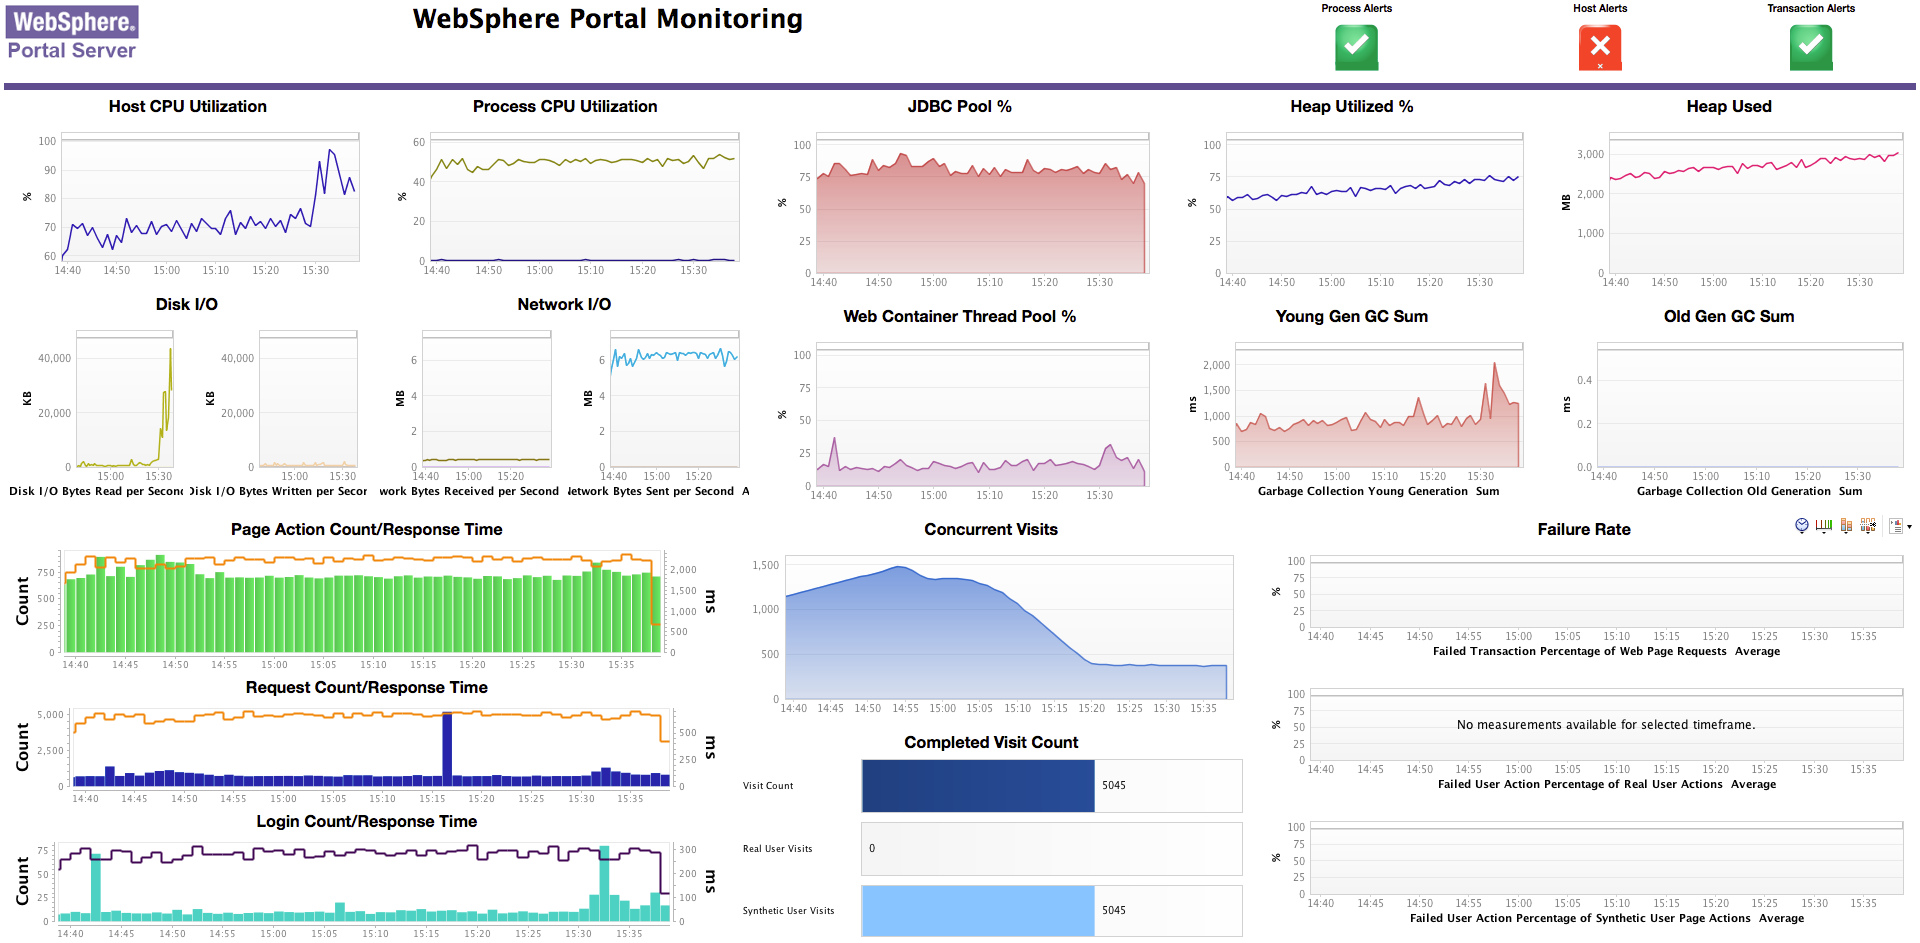 WebSphere®
Portal Server
WebSphere Portal Monitoring
Process Alerts
Host Alerts
Transaction Alerts
Host CPU Utilization
%
100
90
80
70
60
14:40 14:50 15:00 15:10 15:20 15:30
Process CPU Utilization
%
60
40
20
0
14:40 14:50 15:00 15:10 15:20 15:30
JDBC Pool %
%
100
75
50
25
0
14:40 14:50 15:00 15:10 15:20 15:30
Heap Utilized %
%
100
75
50
25
0
14:40 14:50 15:00 15:10 15:20 15:30
Heap Used
MB
3,000
2,000
1,000
0
14:40 14:50 15:00 15:10 15:20 15:30
Disk I/O
KB
40,000
20,000
0
15:00 15:30
Disk I/O Bytes Read per Second
KB
40,000
20,000
0
15:00 15:30
Disk I/O Bytes Written per Secon
Network I/O
MB
6
4
2
0
14:40 15:00 15:20
work Bytes Received per Second
MB
6
4
2
0
14:40 15:00 15:20
Network Bytes Sent per Second A
Web Container Thread Pool %
%
100
75
50
25
0
14:40 14:50 15:00 15:10 15:20 15:30
Young Gen GC Sum
ms
2,000
1,500
1,000
500
0
14:40 14:50 15:00 15:10 15:20 15:30
Garbage Collection Young Generation Sum
Old Gen GC Sum
ms
0.4
0.2
0.0
14:40 14:50 15:00 15:10 15:20 15:30
Garbage Collection Old Generation Sum
Page Action Count/Response Time
Count
750
500
250
0
2,000
1,500
1,000
500
0
ms
14:40 14:45 14:50 14:55 15:00 15:05 15:10 15:15 15:20 15:25 15:30 15:35
Request Count/Response Time
Count
5,000
2,500
0
500
250
0
ms
14:40 14:45 14:50 14:55 15:00 15:05 15:10 15:15 15:20 15:25 15:30 15:35
Login Count/Response Time
Count
75
50
25
0
300
200
100
0
ms
14:40 14:45 14:50 14:55 15:00 15:05 15:10 15:15 15:20 15:25 15:30 15:35
Concurrent Visits
1,500
1,000
500
0
14:40 14:45 14:50 14:55 15:00 15:05 15:10 15:15 15:20 15:25 15:30 15:35
Completed Visit Count
Visit Count 5045
Real User Visits 0
Synthetic User Visits 5045
Failure Rate
%
100
75
50
25
0
14:40 14:45 14:50 14:55 15:00 15:05 15:10 15:15 15:20 15:25 15:30 15:35
Failed Transaction Percentage of Web Page Requests Average
%
100
75
50
25
0
No measurements available for selected timeframe.
14:40 14:45 14:50 14:55 15:00 15:05 15:10 15:15 15:20 15:25 15:30 15:35
Failed User Action Percentage of Real User Actions Average
%
100
75
50
25
0
14:40 14:45 14:50 14:55 15:00 15:05 15:10 15:15 15:20 15:25 15:30 15:35
Failed User Action Percentage of Synthetic User Page Actions Average